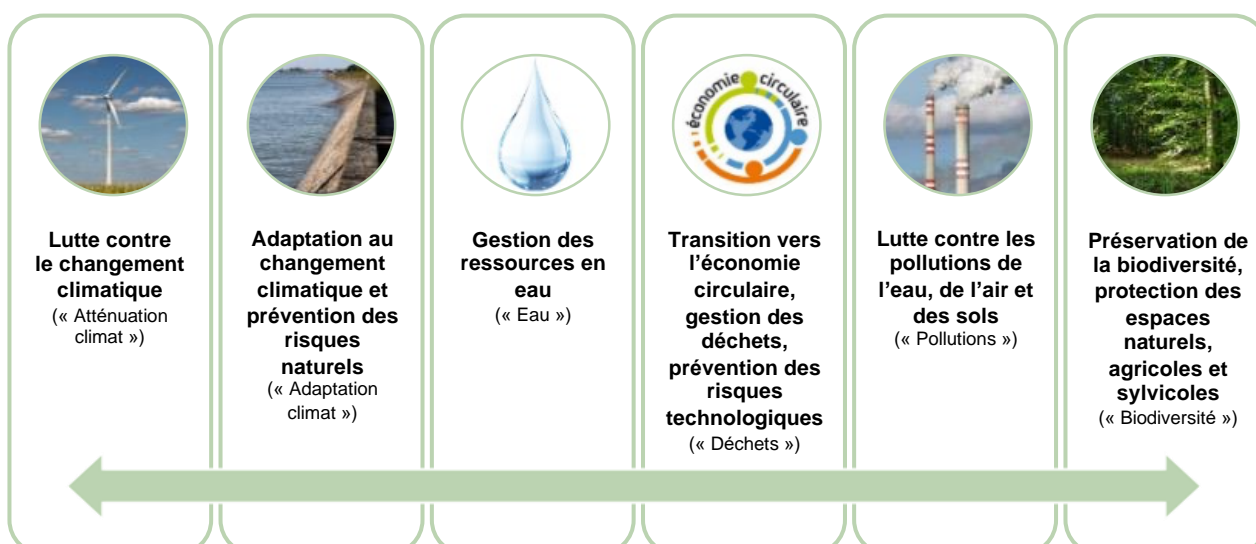 économie circulaire
Lutte contre
le changement
climatique
(« Atténuation
climat »)
Adaptation au
changement
climatique et
prévention des
risques
naturels
(« Adaptation
climat »)
Gestion des
ressources en
eau
(« Eau »)
Transition vers
l’économie
circulaire,
gestion des
déchets,
prévention des
risques
technologiques
(« Déchets »)
Lutte contre les
pollutions de
l’eau, de l’air et
des sols
(« Pollutions »)
Préservation de
la biodiversité,
protection des
espaces
naturels,
agricoles et
sylvicoles
(« Biodiversité »)